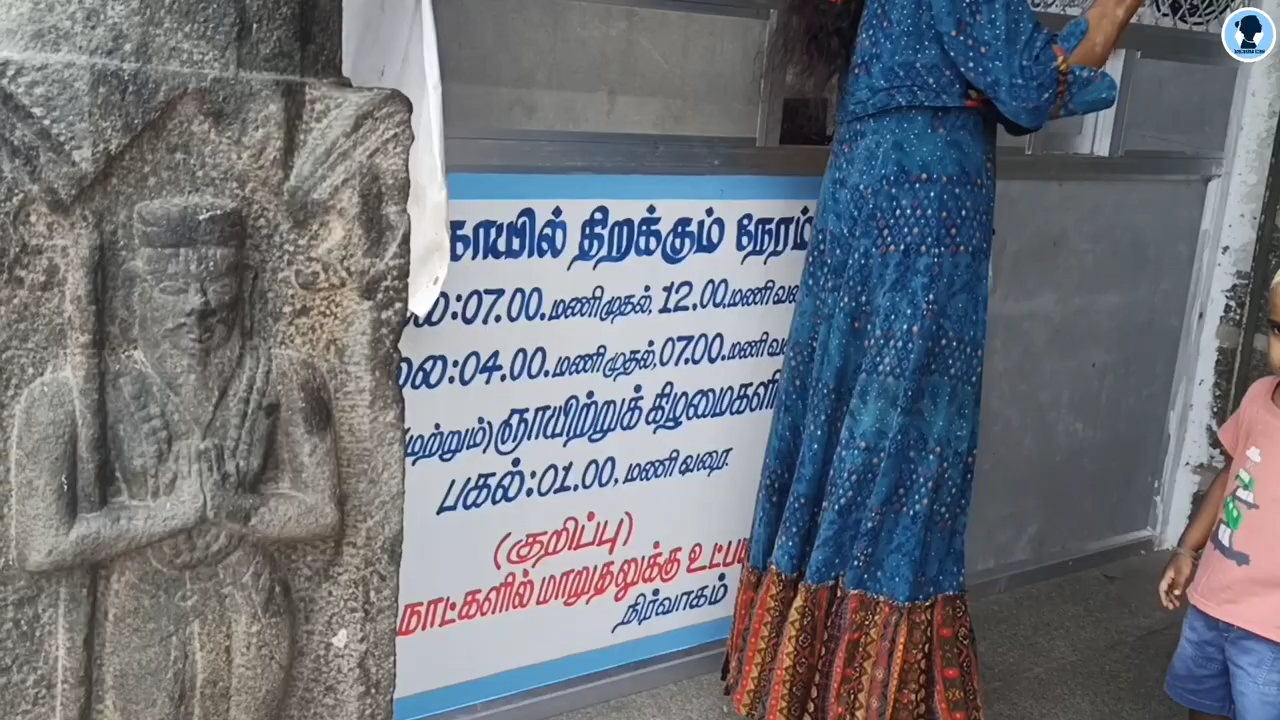 திறக்கும் நேரம்
:07.00. மணி முதல், 12.00, மணி
:04.00. மணி முதல், 07.00. மணி
ஞாயிற்றுக் கிழமைகளி
பகல்:01.00, மணி வரை.
(குறிப்பு)
நாட்களில் மாறுதலுக்கு உட்ப
நிர்வாகம்